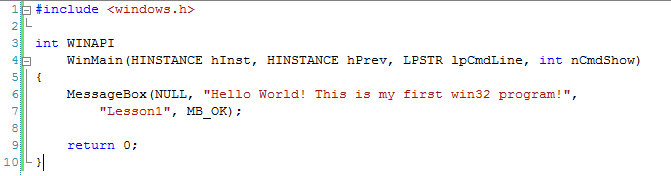 1 #include <windows.h>
2
3 int WINAPI
4 WinMain(HINSTANCE hInst, HINSTANCE hPrev, LPSTR lpCmdLine, int nCmdShow)
5 {
6 MessageBox(NULL, "Hello World! This is my first win32 program!",
7 "Lesson1", MB_OK);
8
9 return 0;
10 }